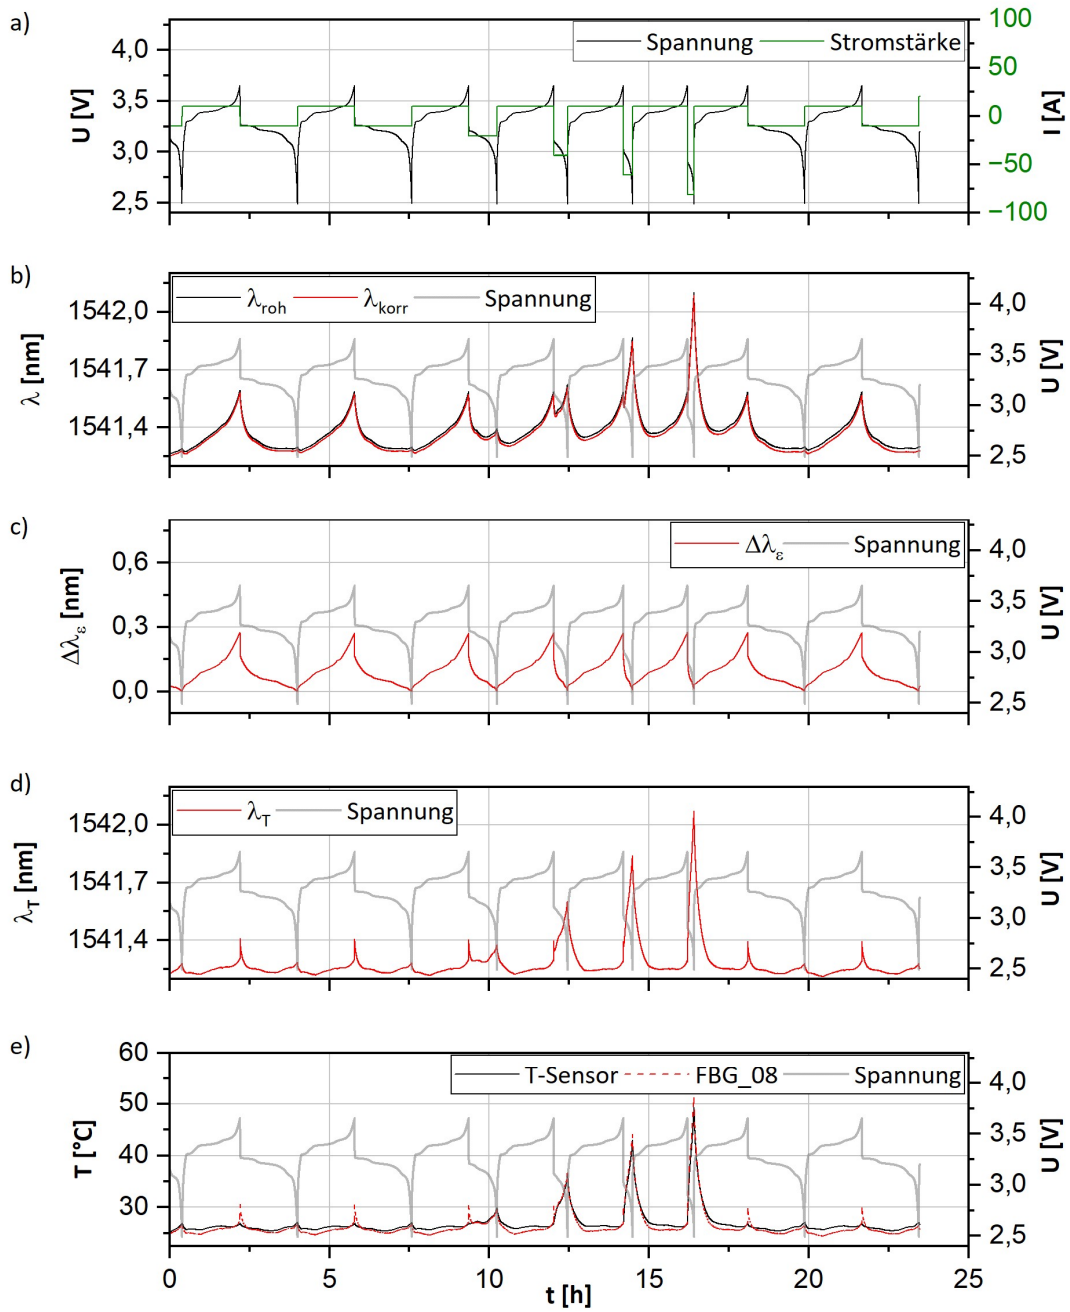 a)
4,0
3,5
3,0
2,5
U [V]
Spannung Stromstärke
100
50
0
−50
−100
I [A]
b)
1542,0
1541,7
1541,4
λ [nm]
λroh λkorr Spannung
4,0
3,5
3,0
2,5
U [V]
c)
0,6
0,3
0,0
Δλε [nm]
Δλε Spannung
4,0
3,5
3,0
2,5
U [V]
d)
1542,0
1541,7
1541,4
λT [nm]
λT Spannung
4,0
3,5
3,0
2,5
U [V]
e)
60
50
40
30
T [°C]
T-Sensor FBG_08 Spannung
4,0
3,5
3,0
2,5
U [V]
0 5 10 15 20 25
t [h]